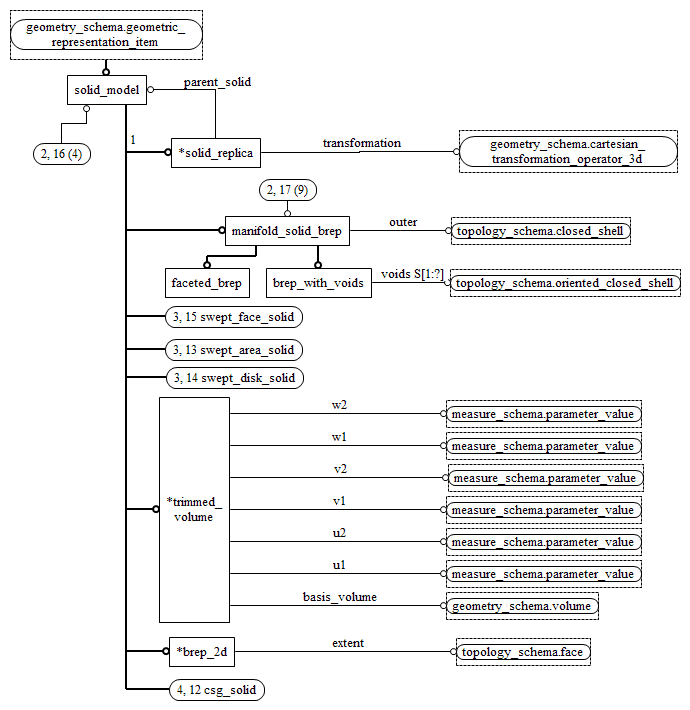 geometry_schema.geometric_
representation_item
solid_model
parent_solid
1
2, 16 (4)
*solid_replica
transformation
geometry_schema.cartesian_
transformation_operator_3d
2, 17 (9)
manifold_solid_brep
outer
topology_schema.closed_shell
faceted_brep
brep_with_voids
voids S[1:?]
topology_schema.oriented_closed_shell
3, 15 swept_face_solid
3, 13 swept_area_solid
3, 14 swept_disk_solid
*trimmed_
volume
w2
measure_schema.parameter_value
w1
measure_schema.parameter_value
v2
measure_schema.parameter_value
v1
measure_schema.parameter_value
u2
measure_schema.parameter_value
u1
measure_schema.parameter_value
basis_volume
geometry_schema.volume
*brep_2d
extent
topology_schema.face
4, 12 csg_solid